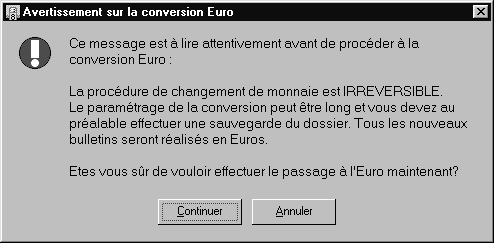 Avertissement sur la conversion Euro
Ce message est à lire attentivement avant de procéder à la
conversion Euro :
La procédure de changement de monnaie est IRREVERSIBLE.
Le paramétrage de la conversion peut être long et vous devez au
préalable effectuer une sauvegarde du dossier. Tous les nouveaux
bulletins seront réalisés en Euros.
Etes vous sûr de vouloir effectuer le passage à l'Euro maintenant?
Continuer
Annuler